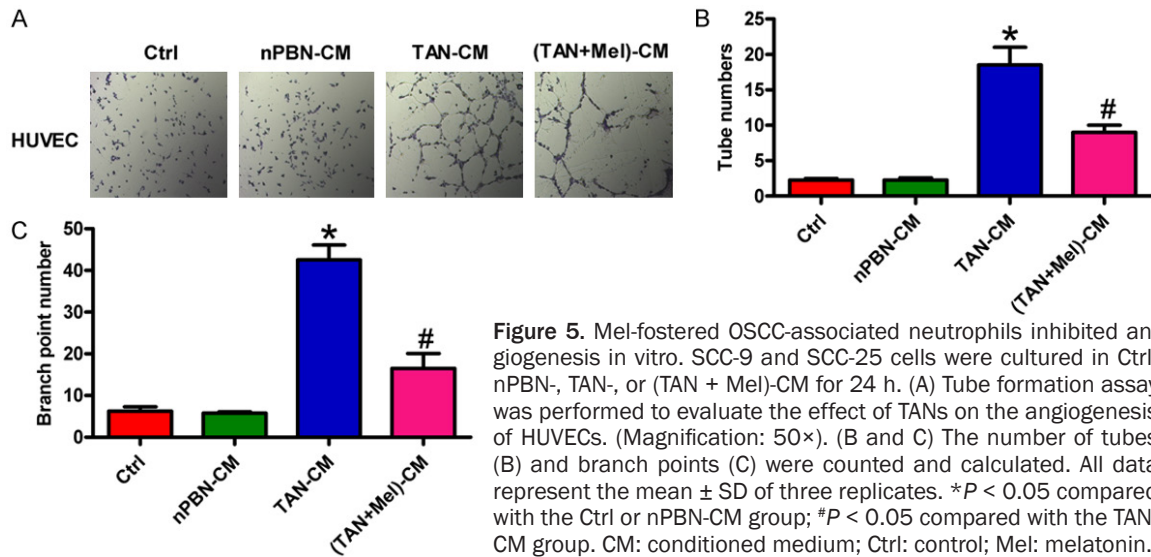 A
Ctrl
nPBN-CM
TAN-CM
(TAN+Mel)-CM
HUVEC
B
Tube numbers
25
20
15
10
5
0
*
#
Ctrl
nPBN-CM
TAN-CM
(TAN+Mel)-CM
C
Branch point number
50
40
30
20
10
0
*
#
Ctrl
nPBN-CM
TAN-CM
(TAN+Mel)-CM
Figure 5. Mel-fostered OSCC-associated neutrophils inhibited an-
giogenesis in vitro. SCC-9 and SCC-25 cells were cultured in Ctrl
nPBN-, TAN-, or (TAN + Mel)-CM for 24 h. (A) Tube formation assay
was performed to evaluate the effect of TANs on the angiogenesis
of HUVECs. (Magnification: 50×). (B and C) The number of tubes
(B) and branch points (C) were counted and calculated. All data
represent the mean ± SD of three replicates. *P < 0.05 compared
with the Ctrl or nPBN-CM group; #P < 0.05 compared with the TAN
CM group. CM: conditioned medium; Ctrl: control; Mel: melatonin.